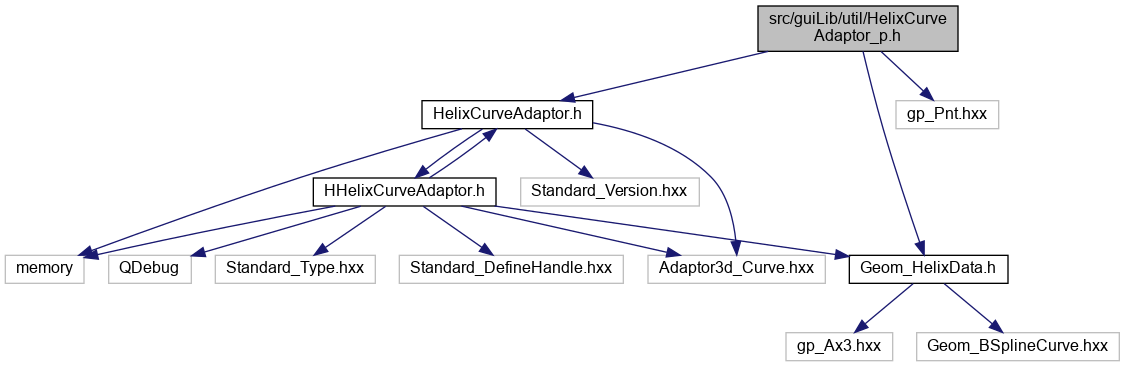 src/guiLib/util/HelixCurve
Adaptor_p.h
HelixCurveAdaptor.h
gp_Pnt.hxx
HHelixCurveAdaptor.h
Standard_Version.hxx
memory
QDebug
Standard_Type.hxx
Standard_DefineHandle.hxx
Adaptor3d_Curve.hxx
Geom_HelixData.h
gp_Ax3.hxx
Geom_BSplineCurve.hxx